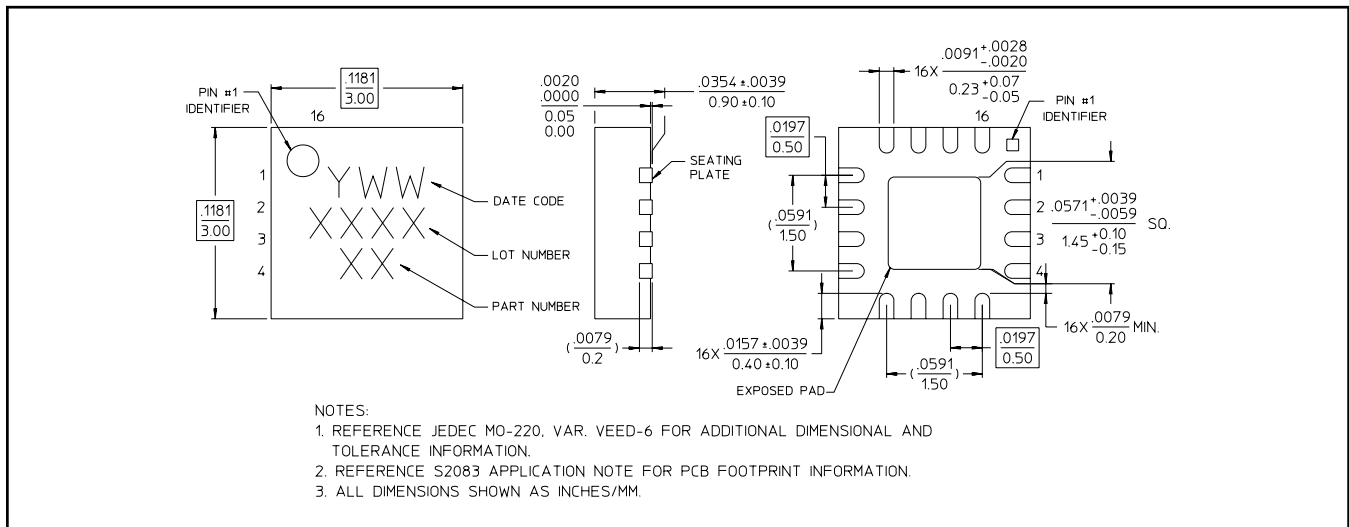 .1181
3.00
PIN #1
IDENTIFIER
16
.1181
3.00
1
2
3
4
YWW
XXXX
XX
DATE CODE
LOT NUMBER
PART NUMBER
.0020
.0000
0.05
0.00
.0354 ±.0039
0.90 ±0.10
SEATING
PLATE
(.0079
0.2)
16X .0091 +.0028
-.0020
0.23 +0.07
-0.05
16
PIN #1
IDENTIFIER
.0197
0.50
(.0591
1.50)
1
2
3
4
.0571 +.0039
-.0059
1.45 +0.10
-0.15
SQ.
16X .0157 ±.0039
0.40 ±0.10
16X .0079
0.20 MIN.
.0197
0.50
(.0591
1.50)
EXPOSED PAD
NOTES:
1. REFERENCE JEDEC MO-220, VAR. VEED-6 FOR ADDITIONAL DIMENSIONAL AND
TOLERANCE INFORMATION.
2. REFERENCE S2083 APPLICATION NOTE FOR PCB FOOTPRINT INFORMATION.
3. ALL DIMENSIONS SHOWN AS INCHES/MM.